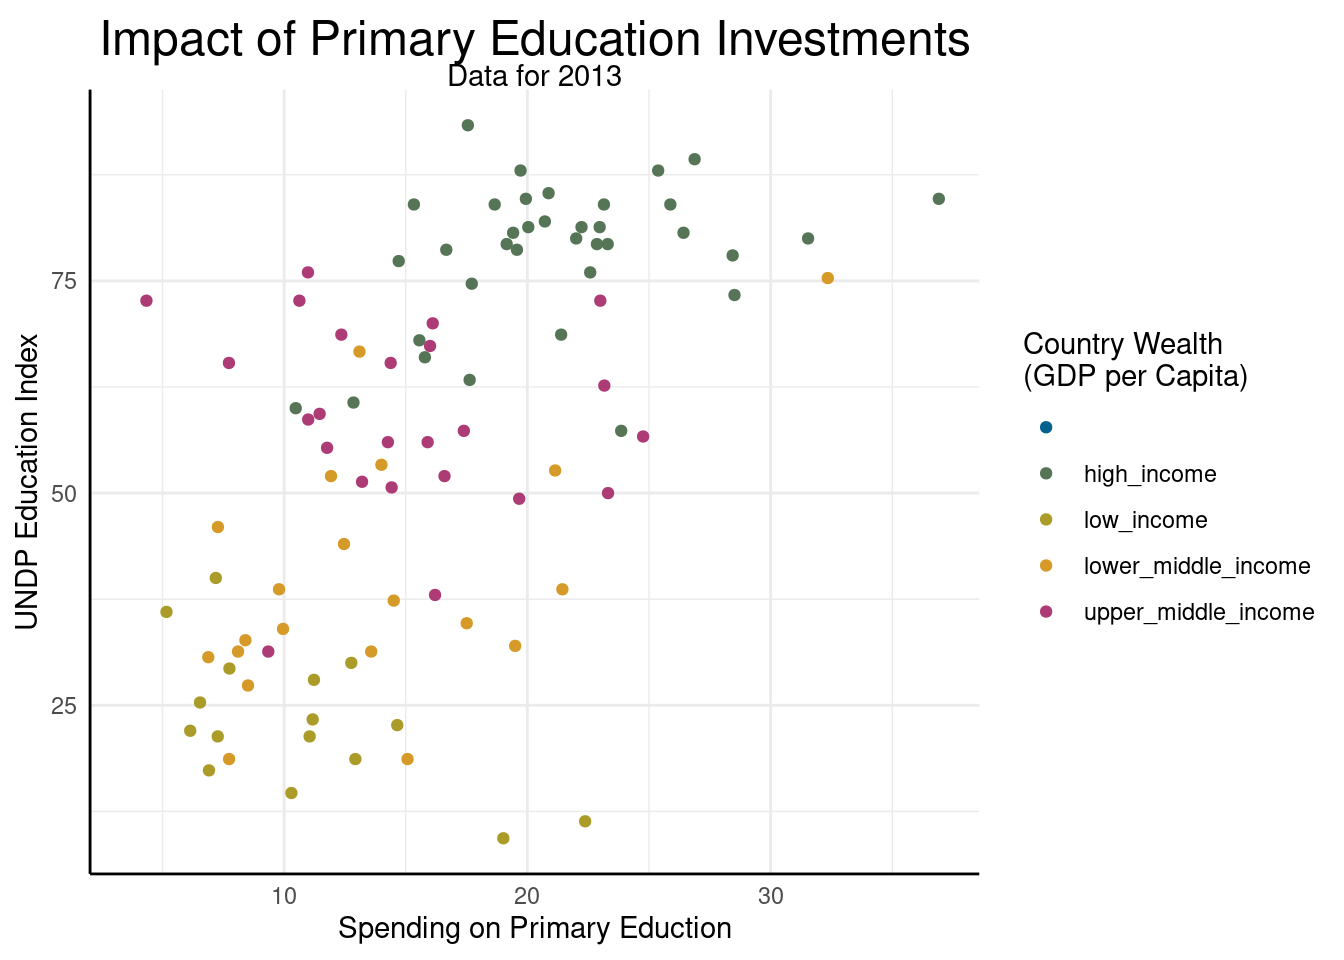 Impact of Primary Education Investments
Data for 2013
UNDP Education Index
75
50
25
10
20
30
Spending on Primary Eduction
Country Wealth
(GDP per Capita)
high_income
low_income
lower_middle_income
upper_middle_income